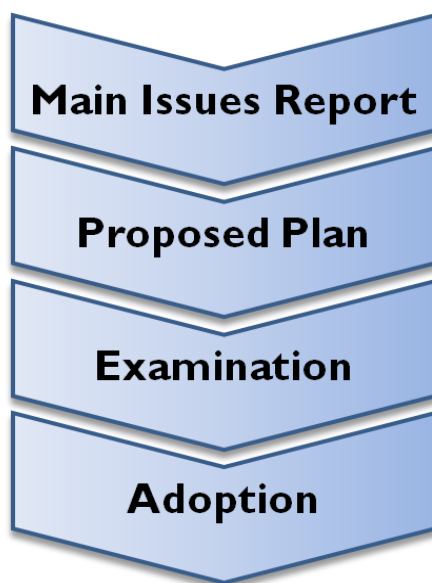 Main Issues Report
Proposed Plan
Examination
Adoption